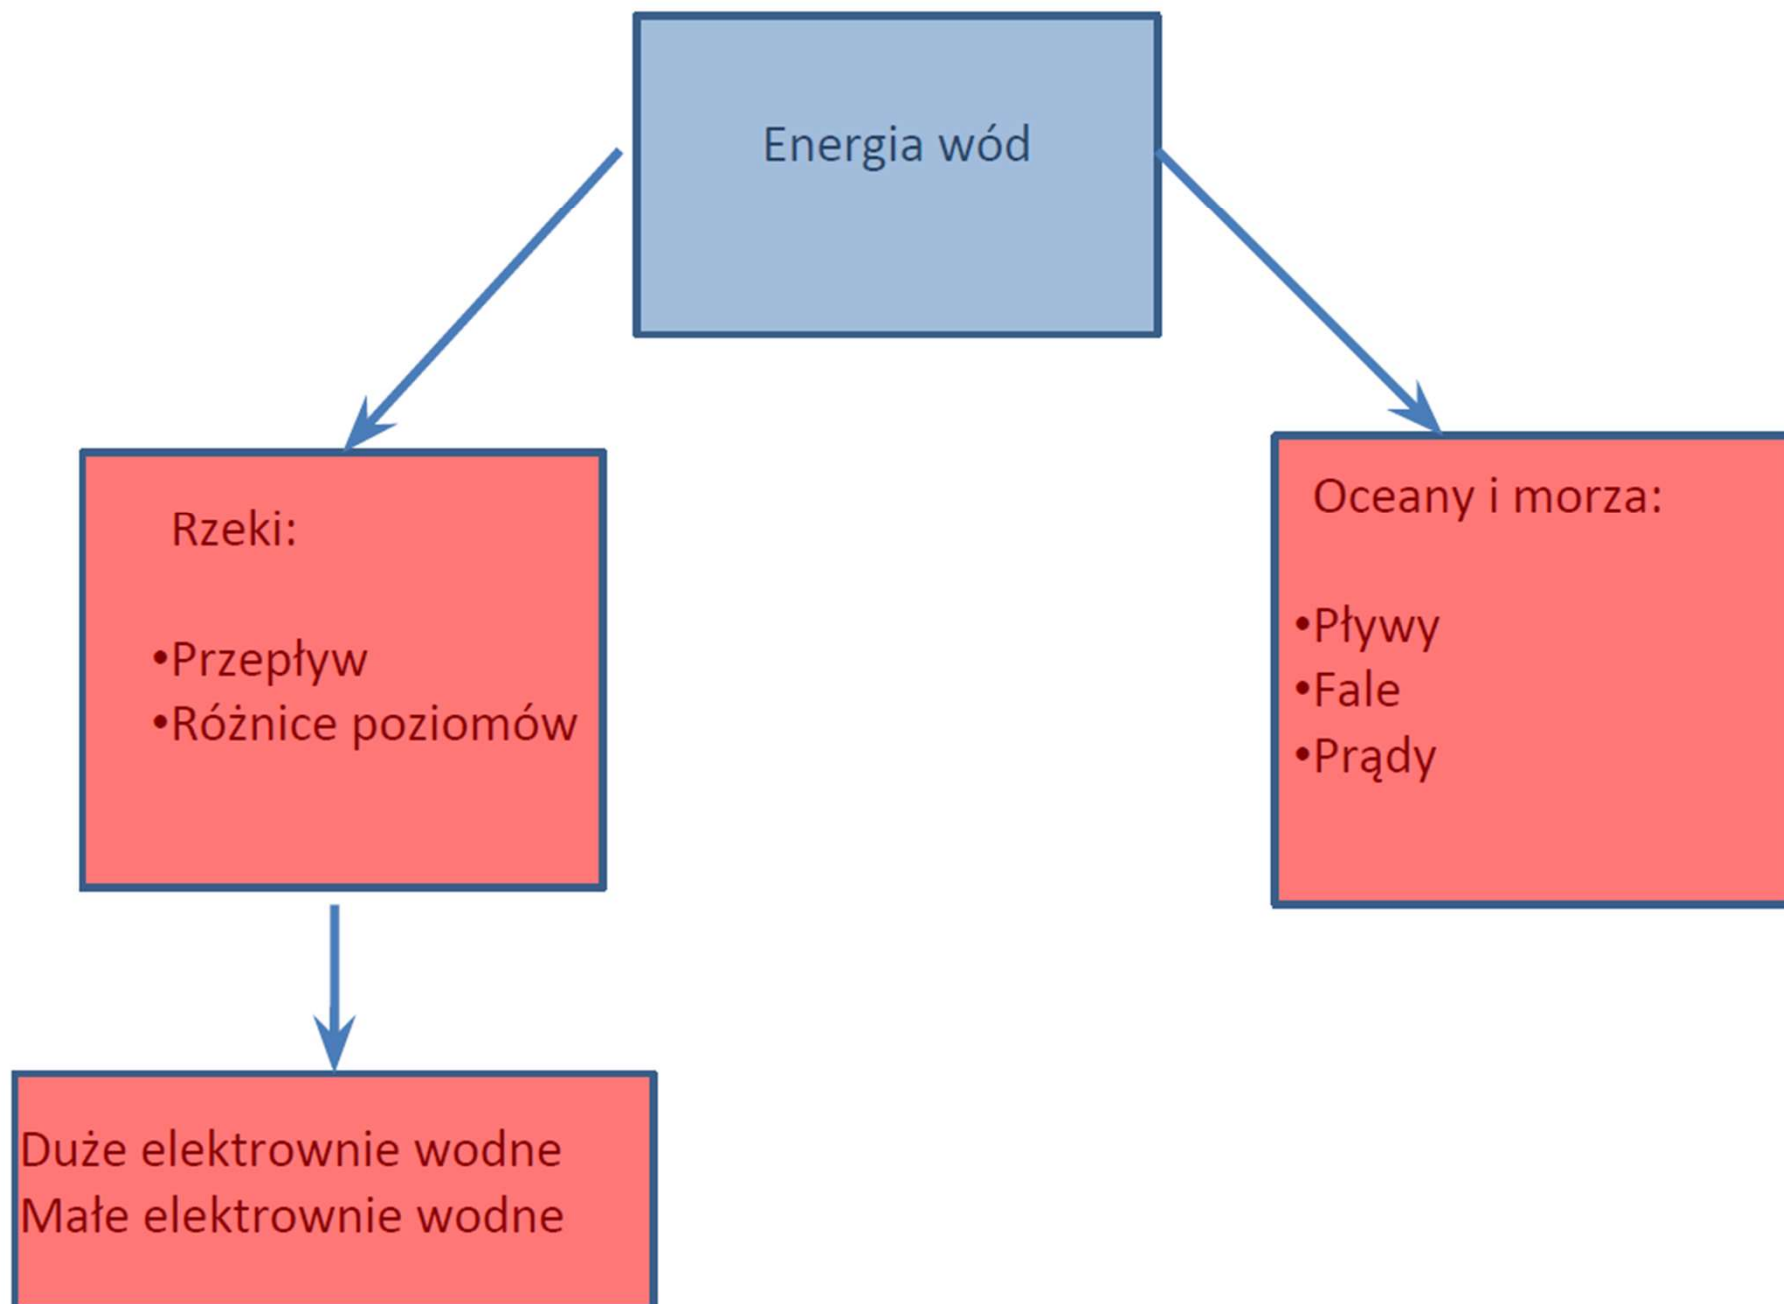 Energia wód
Rzeki:
•Przepływ
•Różnice poziomów
Oceany i morza:
•Pływy
•Fale
•Prądy
Duże elektrownie wodne
Małe elektrownie wodne